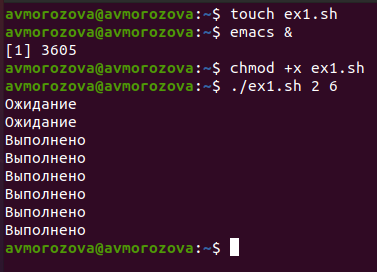 avmorozova@avmorozova:~$ touch ex1.sh
avmorozova@avmorozova:~$ emacs &
[1] 3605
avmorozova@avmorozova:~$ chmod +x ex1.sh
avmorozova@avmorozova:~$ ./ex1.sh 2 6
Ожидание
Ожидание
Выполнено
Выполнено
Выполнено
Выполнено
Выполнено
Выполнено
avmorozova@avmorozova:~$